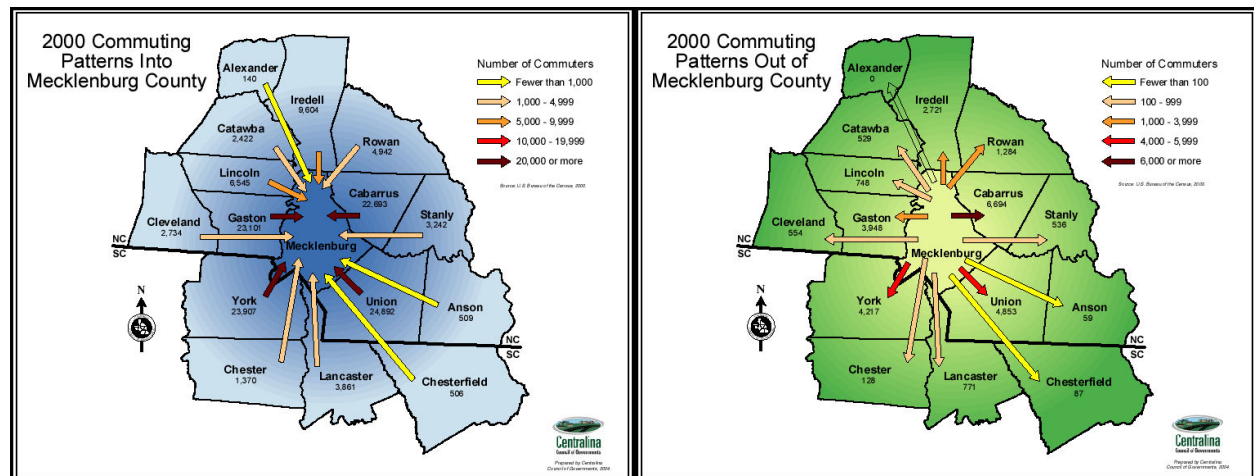 2000 Commuting
Patterns Into
Mecklenburg County
Number of Commuters
Fewer than 1,000
1,000 - 4,999
5,000 - 9,999
10,000 - 19,999
20,000 or more
Source: U.S. Bureau of the Census, 2003.
Alexander
140
Iredell
9,604
Catawba
2,422
Rowan
4,942
Lincoln
6,545
Cabarrus
22,693
Cleveland
2,734
Gaston
23,101
Stanly
3,242
Mecklenburg
NC
SC
York
23,907
Union
24,892
Anson
509
N
NC
SC
Chester
1,370
Lancaster
3,861
Chesterfield
506
Centralina
Council of Governments
Prepared by Centralina
Council of Governments, 2004.
2000 Commuting
Patterns Out of
Mecklenburg County
Number of Commuters
Fewer than 100
100 - 999
1,000 - 3,999
4,000 - 5,999
6,000 or more
Source: U.S. Bureau of the Census, 2003.
Alexander
0
Iredell
2,721
Catawba
529
Rowan
1,284
Lincoln
748
Cabarrus
6,694
Cleveland
554
Gaston
3,948
Stanly
536
Mecklenburg
NC
SC
York
4,217
Union
4,853
Anson
59
N
NC
SC
Chester
128
Lancaster
771
Chesterfield
87
Centralina
Council of Governments
Prepared by Centralina
Council of Governments, 2004.